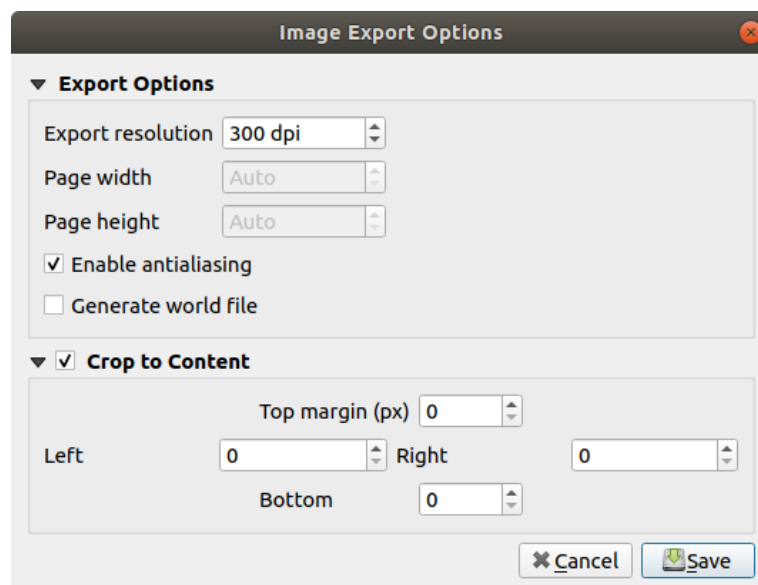 Image Export Options
Export Options
Export resolution 300 dpi
Page width Auto
Page height Auto
Enable antialiasing
Generate world file
Crop to Content
Top margin (px) 0
Left 0 Right 0
Bottom 0
Cancel Save